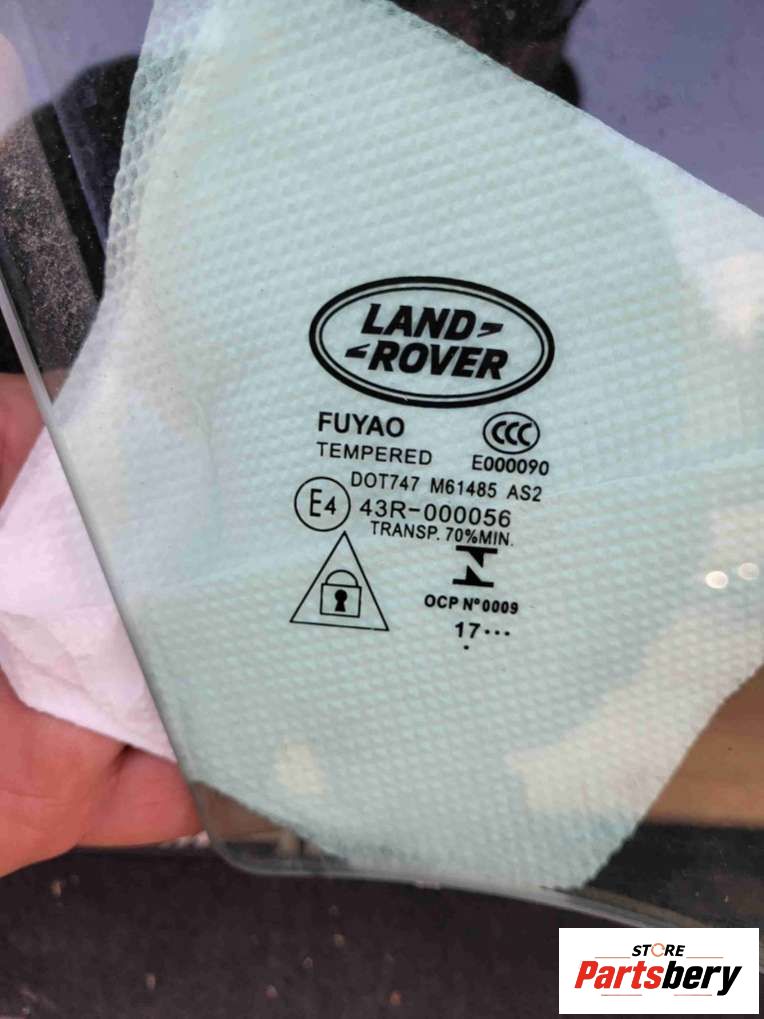 LAND
ROVER
FUYAO
CCC
TEMPERED
E000090
DOT747 M61485 AS2
E4
43R-000056
TRANSP. 70%MIN.
OCP Nº0009
17•••
•
STORE
Partsbery